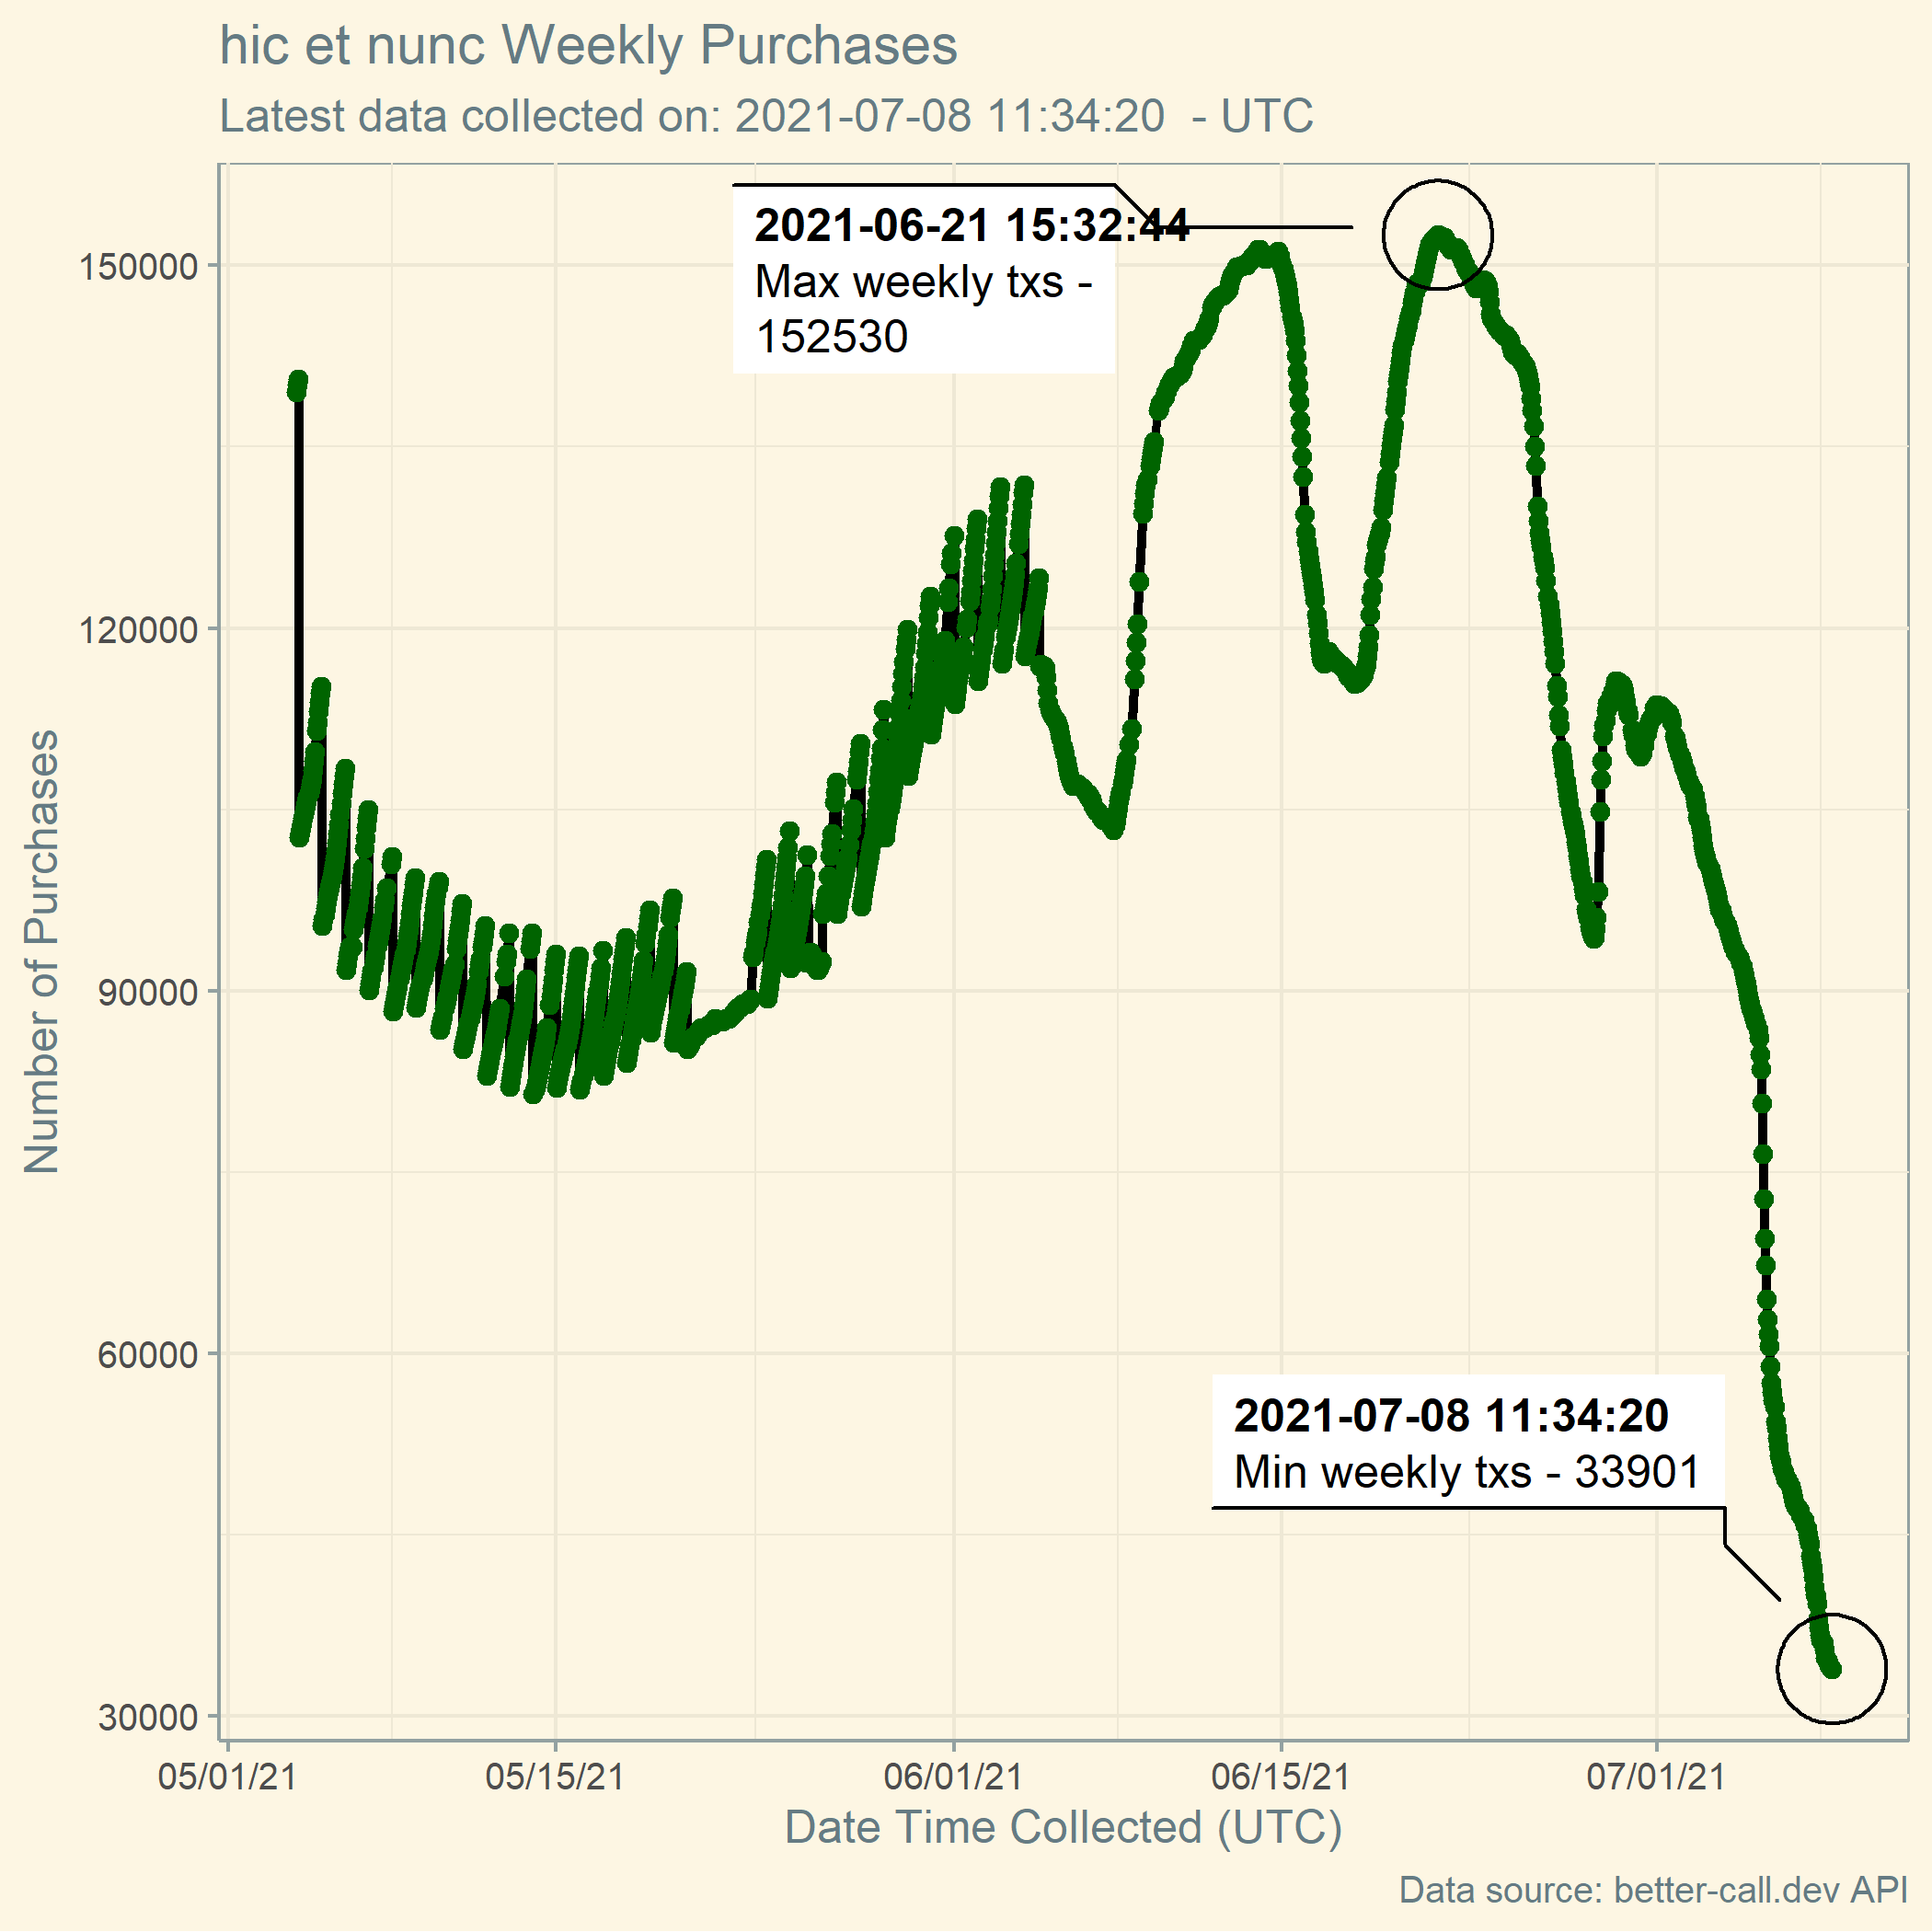 hic et nunc Weekly Purchases
Latest data collected on: 2021-07-08 11:34:20 - UTC
2021-06-21 15:32:44
Max weekly txs -
152530
150000
120000
90000
60000
30000
Number of Purchases
2021-07-08 11:34:20
Min weekly txs - 33901
05/01/21 05/15/21 06/01/21 06/15/21 07/01/21
Date Time Collected (UTC)
Data source: better-call.dev API